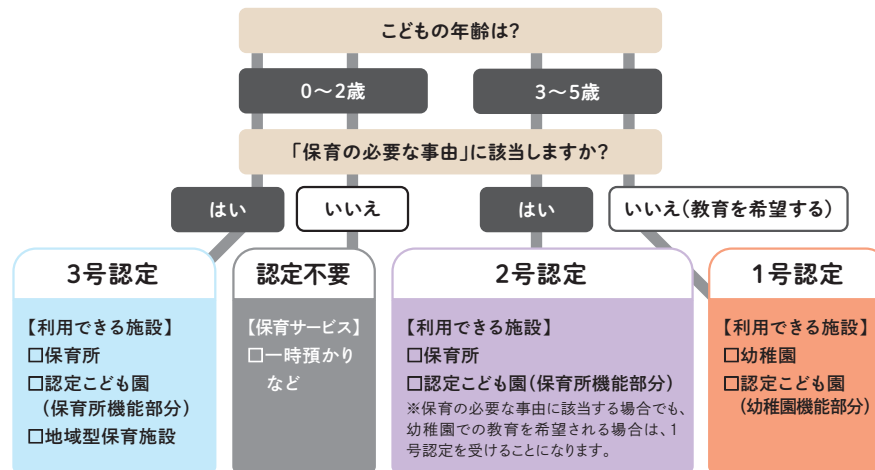 こどもの年齢は?
0〜2歳
3〜5歳
「保育の必要な事由」に該当しますか?
はい
いいえ
はい
いいえ(教育を希望する)
3号認定
【利用できる施設】
□保育所
□認定こども園
(保育所機能部分)
□地域型保育施設
認定不要
【保育サービス】
□一時預かり
など
2号認定
【利用できる施設】
□保育所
□認定こども園(保育所機能部分)
※保育の必要な事由に該当する場合でも、
幼稚園での教育を希望される場合は、1
号認定を受けることになります。
1号認定
【利用できる施設】
□幼稚園
□認定こども園
(幼稚園機能部分)